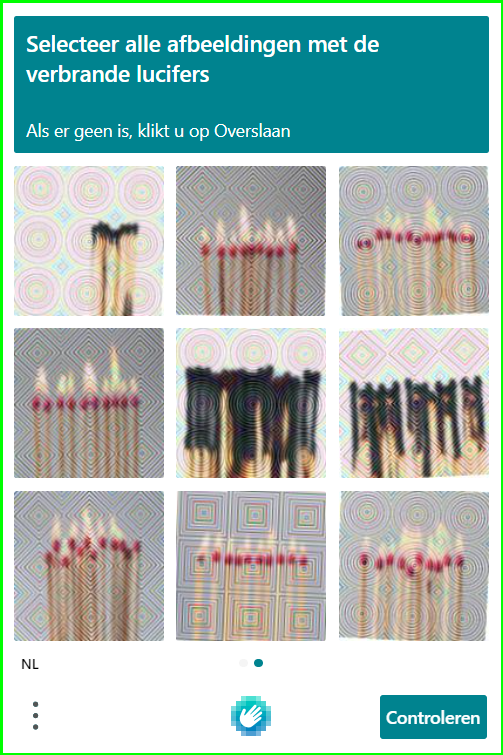 Selecteer alle afbeeldingen met de
verbrande lucifers
Als er geen is, klikt u op Overslaan
NL
Controleren